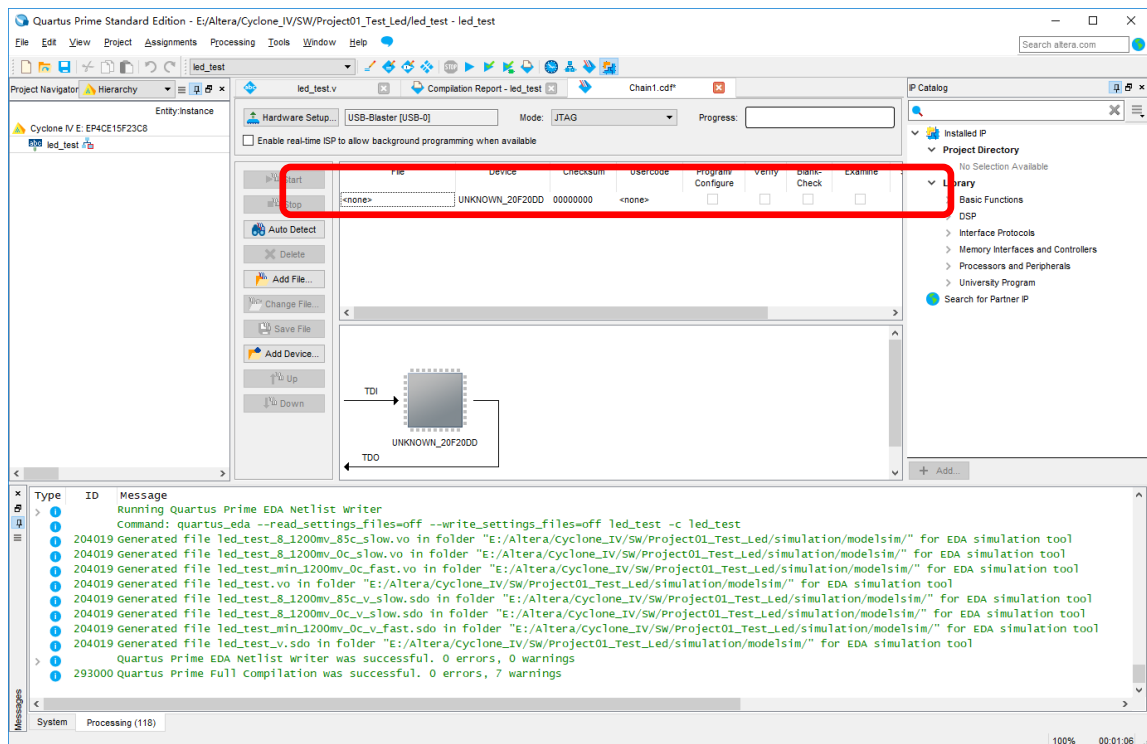 Quartus Prime Standard Edition - E:/Altera/Cyclone_IV/SW/Project01_Test_Led/led_test - led_test
File Edit View Project Assignments Processing Tools Window Help
Search altera.com
led_test
Project Navigator Hierarchy
led_test.v
Compilation Report - led_test
Chain1.cdf*
IP Catalog
Entity:Instance
Cyclone IV E: EP4CE15F23C8
led_test
Hardware Setup...
USB-Blaster [USB-0]
Mode: JTAG
Progress:
Enable real-time ISP to allow background programming when available
Start
Stop
Auto Detect
Delete
Add File...
Change File...
Save File
Add Device...
Up
Down
File Device Checksum Usercode Program/ Verify Blank- Examine
Configure Check
<none> UNKNOWN_20F20DD 00000000 <none>
TDI
UNKNOWN_20F20DD
TDO
Installed IP
Project Directory
No Selection Available
Library
Basic Functions
DSP
Interface Protocols
Memory Interfaces and Controllers
Processors and Peripherals
University Program
Search for Partner IP
+ Add...
Type ID Message
Running Quartus Prime EDA Netlist Writer
Command: quartus_eda --read_settings_files=off --write_settings_files=off led_test -c led_test
204019 Generated file led_test_8_1200mv_85c_slow.vo in folder "E:/Altera/Cyclone_IV/SW/Project01_Test_Led/simulation/modelsim/" for EDA simulation tool
204019 Generated file led_test_8_1200mv_0c_slow.vo in folder "E:/Altera/Cyclone_IV/SW/Project01_Test_Led/simulation/modelsim/" for EDA simulation tool
204019 Generated file led_test_min_1200mv_0c_fast.vo in folder "E:/Altera/Cyclone_IV/SW/Project01_Test_Led/simulation/modelsim/" for EDA simulation tool
204019 Generated file led_test.vo in folder "E:/Altera/Cyclone_IV/SW/Project01_Test_Led/simulation/modelsim/" for EDA simulation tool
204019 Generated file led_test_8_1200mv_85c_v_slow.sdo in folder "E:/Altera/Cyclone_IV/SW/Project01_Test_Led/simulation/modelsim/" for EDA simulation tool
204019 Generated file led_test_8_1200mv_0c_v_slow.sdo in folder "E:/Altera/Cyclone_IV/SW/Project01_Test_Led/simulation/modelsim/" for EDA simulation tool
204019 Generated file led_test_min_1200mv_0c_v_fast.sdo in folder "E:/Altera/Cyclone_IV/SW/Project01_Test_Led/simulation/modelsim/" for EDA simulation tool
204019 Generated file led_test_v.sdo in folder "E:/Altera/Cyclone_IV/SW/Project01_Test_Led/simulation/modelsim/" for EDA simulation tool
Quartus Prime EDA Netlist Writer was successful. 0 errors, 0 warnings
293000 Quartus Prime Full Compilation was successful. 0 errors, 7 warnings
Messages
System Processing (118)
100% 00:01:06